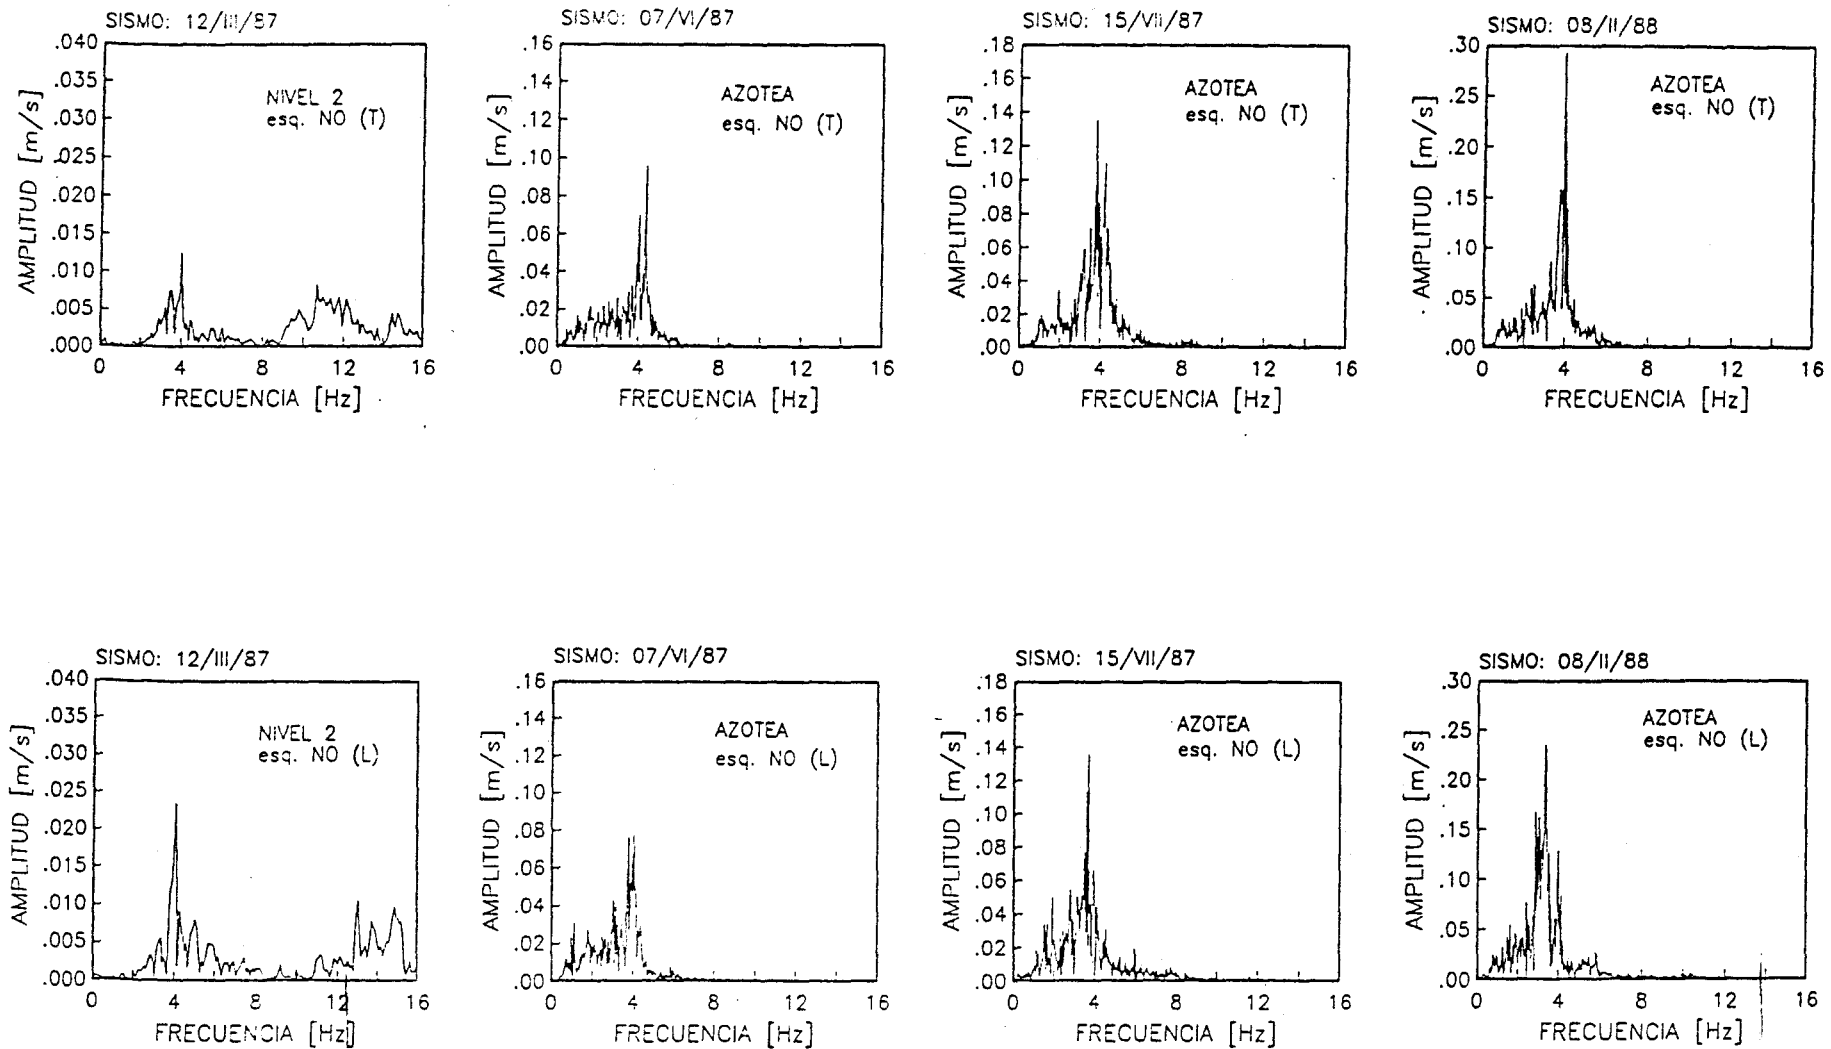 SISMO: 12/III/87
.040
.035
.030
.025
.020
.015
.010
.005
.000
AMPLITUD [m/s]
NIVEL 2
esq. NO (T)
0 4 8 12 16
FRECUENCIA [Hz]
SISMO: 07/VI/87
.16
.14
.12
.10
.08
.06
.04
.02
.00
AMPLITUD [m/s]
AZOTEA
esq. NO (T)
0 4 8 12 16
FRECUENCIA [Hz]
SISMO: 15/VII/87
.18
.16
.14
.12
.10
.08
.06
.04
.02
.00
AMPLITUD [m/s]
AZOTEA
esq. NO (T)
0 4 8 12 16
FRECUENCIA [Hz]
SISMO: 08/II/88
.30
.25
.20
.15
.10
.05
.00
AMPLITUD [m/s]
AZOTEA
esq. NO (T)
0 4 8 12 16
FRECUENCIA [Hz]
SISMO: 12/III/87
.040
.035
.030
.025
.020
.015
.010
.005
.000
AMPLITUD [m/s]
NIVEL 2
esq. NO (L)
0 4 8 12 16
FRECUENCIA [Hz]
SISMO: 07/VI/87
.16
.14
.12
.10
.08
.06
.04
.02
.00
AMPLITUD [m/s]
AZOTEA
esq. NO (L)
0 4 8 12 16
FRECUENCIA [Hz]
SISMO: 15/VII/87
.18
.16
.14
.12
.10
.08
.06
.04
.02
.00
AMPLITUD [m/s]
AZOTEA
esq. NO (L)
0 4 8 12 16
FRECUENCIA [Hz]
SISMO: 08/II/88
.30
.25
.20
.15
.10
.05
.00
AMPLITUD [m/s]
AZOTEA
esq. NO (L)
0 4 8 12 16
FRECUENCIA [Hz]